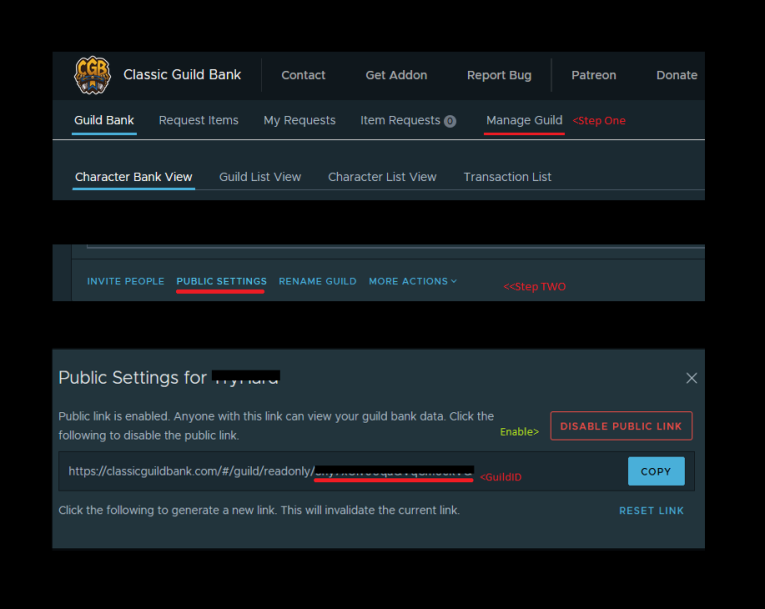 CGB
Classic Guild Bank Contact Get Addon Report Bug Patreon Donate
Guild Bank Request Items My Requests Item Requests 0 Manage Guild <Step One
Character Bank View Guild List View Character List View Transaction List
INVITE PEOPLE PUBLIC SETTINGS RENAME GUILD MORE ACTIONS <<Step TWO
Public Settings for
Public link is enabled. Anyone with this link can view your guild bank data. Click the
following to disable the public link.
Enable> DISABLE PUBLIC LINK
https://classicguildbank.com/#/guild/readonly/ <GuildID COPY
Click the following to generate a new link. This will invalidate the current link. RESET LINK